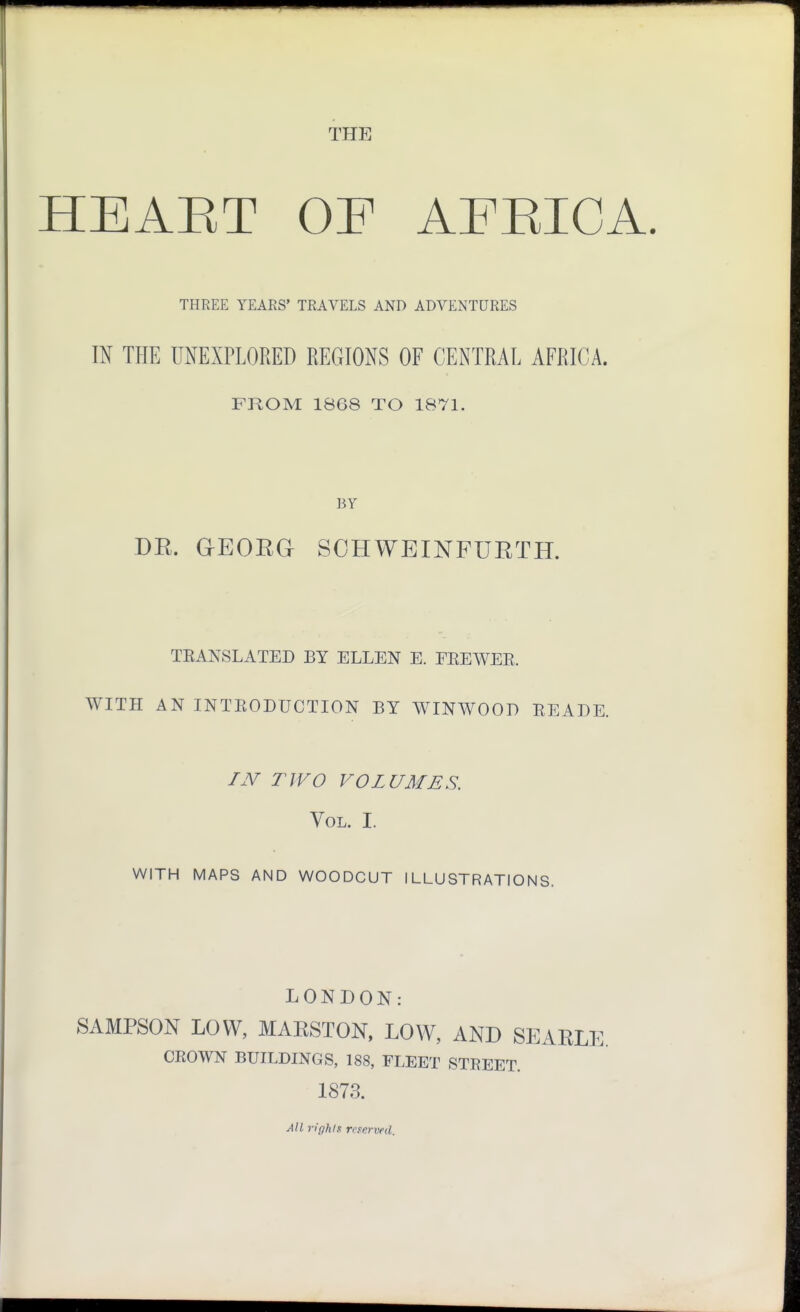 THE
HEART OF AFRICA.
THREE YEARS' TRAVELS AND ADVENTURES
IN THE UNEXPLORED REGIONS OF CENTRAL AFRICA.
FROM 1868 TO 1871.
BY
DR. GEORG SCHWEINFURTH.
TRANSLATED BY ELLEN E. FREWER.
WITH AN INTRODUCTION BY WINWOOD READE.
IN TWO VOLUMES.
VOL. I.
WITH MAPS AND WOODCUT ILLUSTRATIONS.
LONDON:
SAMPSON LOW, MARSTON, LOW, AND SEARLE.
CROWN BUILDINGS, 188, FLEET STREET.
1873.
All rights reserved.